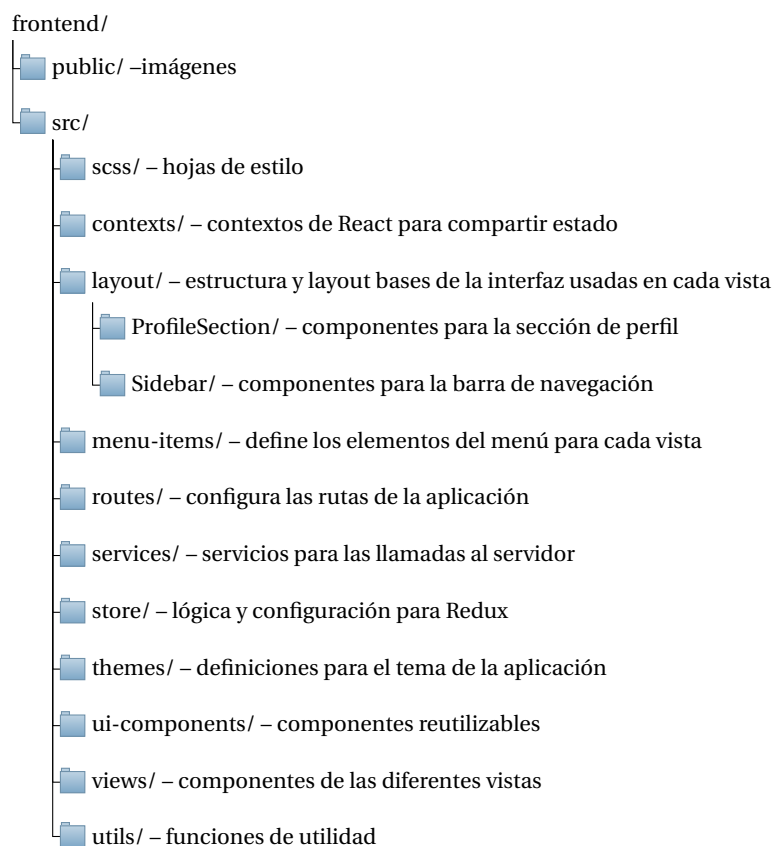 frontend/
public/ –imágenes
src/
scss/ – hojas de estilo
contexts/ – contextos de React para compartir estado
layout/ – estructura y layout bases de la interfaz usadas en cada vista
ProfileSection/ – componentes para la sección de perfil
Sidebar/ – componentes para la barra de navegación
menu-items/ – define los elementos del menú para cada vista
routes/ – configura las rutas de la aplicación
services/ – servicios para las llamadas al servidor
store/ – lógica y configuración para Redux
themes/ – definiciones para el tema de la aplicación
ui-components/ – componentes reutilizables
views/ – componentes de las diferentes vistas
utils/ – funciones de utilidad